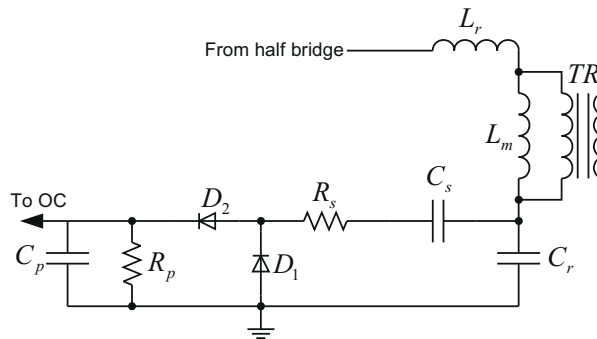 L_r
From half bridge
TR
L_m
C_s
R_s
To OC
D_2
C_p
R_p
D_1
C_r